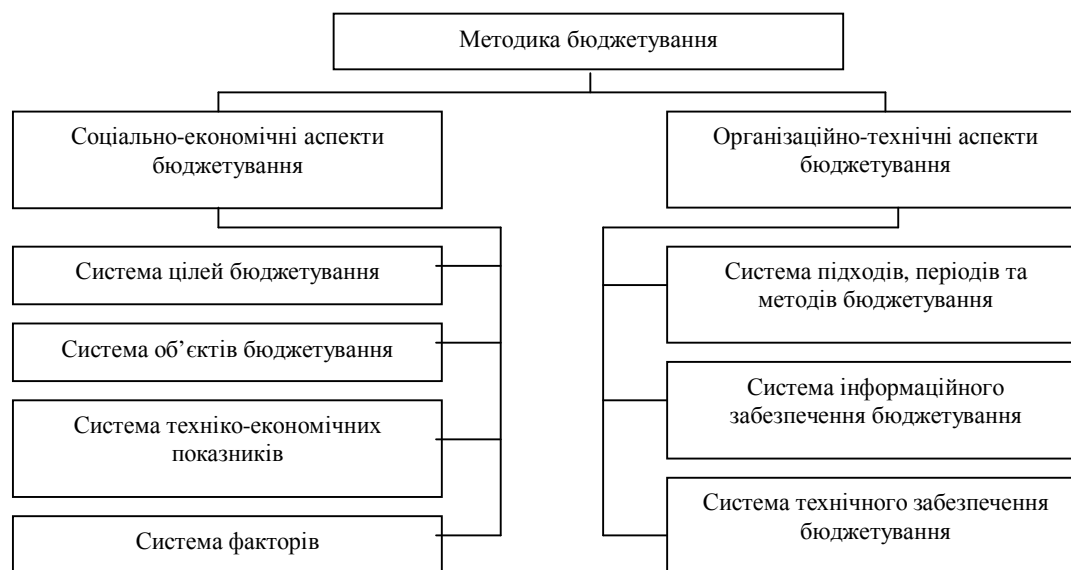 Методика бюджетування
Соціально-економічні аспекти
бюджетування
Організаційно-технічні аспекти
бюджетування
Система цілей бюджетування
Система об’єктів бюджетування
Система техніко-економічних
показників
Система факторів
Система підходів, періодів та
методів бюджетування
Система інформаційного
забезпечення бюджетування
Система технічного забезпечення
бюджетування